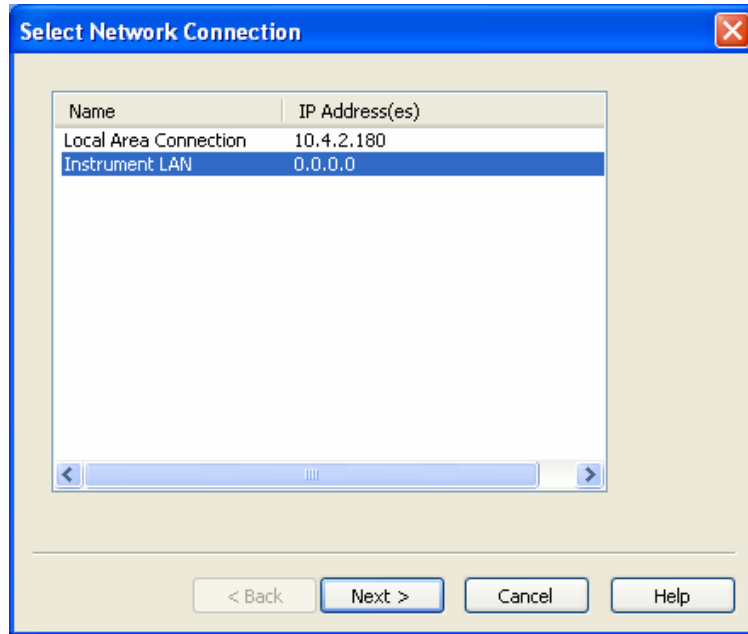 Select Network Connection
Name IP Address(es)
Local Area Connection 10.4.2.180
Instrument LAN 0.0.0.0
< Back Next > Cancel Help